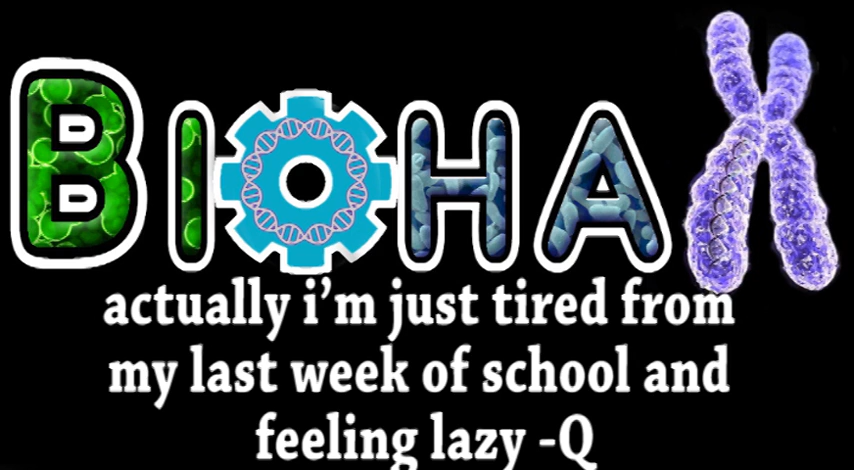 BIOHAX
actually i'm just tired from
my last week of school and
feeling lazy -Q